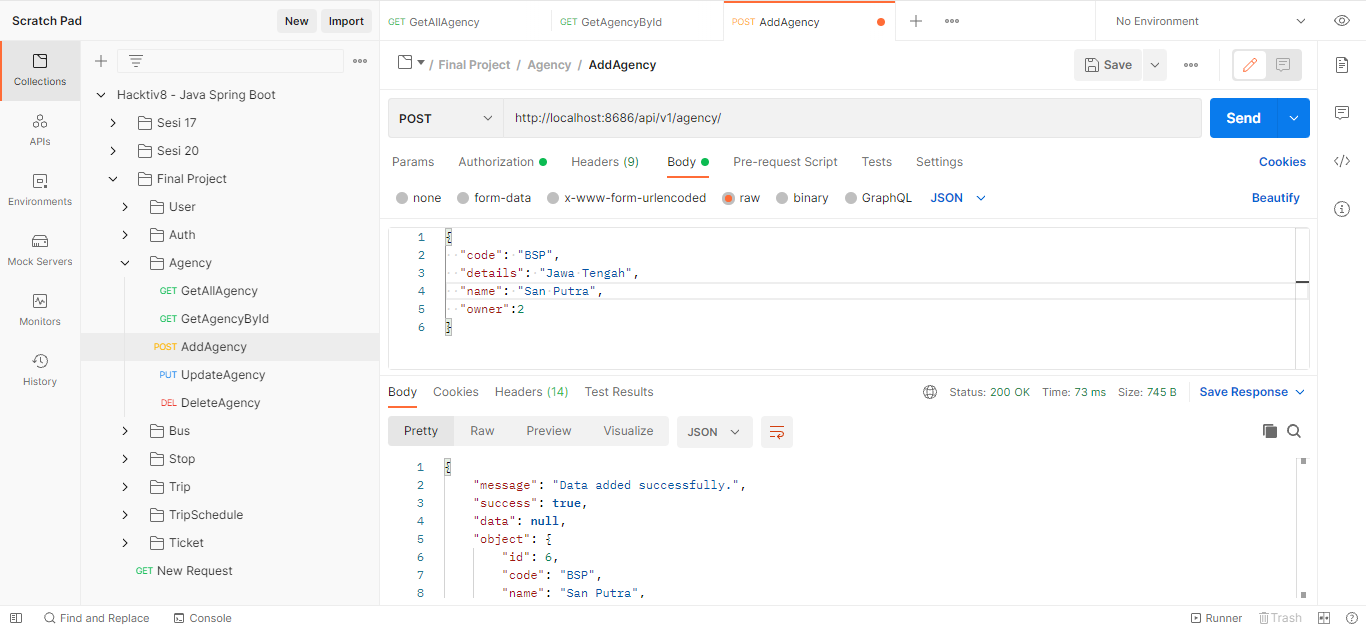 Scratch Pad
New
Import
GET GetAllAgency
GET GetAgencyById
POST AddAgency
No Environment
Collections
APIs
Environments
Mock Servers
Monitors
History
Hacktiv8 - Java Spring Boot
Sesi 17
Sesi 20
Final Project
User
Auth
Agency
GET GetAllAgency
GET GetAgencyById
POST AddAgency
PUT UpdateAgency
DEL DeleteAgency
Bus
Stop
Trip
TripSchedule
Ticket
GET New Request
/ Final Project / Agency / AddAgency
Save
POST
http://localhost:8686/api/v1/agency/
Send
Params
Authorization
Headers (9)
Body
Pre-request Script
Tests
Settings
Cookies
none
form-data
x-www-form-urlencoded
raw
binary
GraphQL
JSON
Beautify
1 {
2 "code": "BSP",
3 "details": "Jawa Tengah",
4 "name": "San Putra",
5 "owner":2
6 }
Body
Cookies
Headers (14)
Test Results
Status: 200 OK
Time: 73 ms
Size: 745 B
Save Response
Pretty
Raw
Preview
Visualize
JSON
1 {
2 "message": "Data added successfully.",
3 "success": true,
4 "data": null,
5 "object": {
6 "id": 6,
7 "code": "BSP",
8 "name": "San Putra",
Find and Replace
Console
Runner
Trash